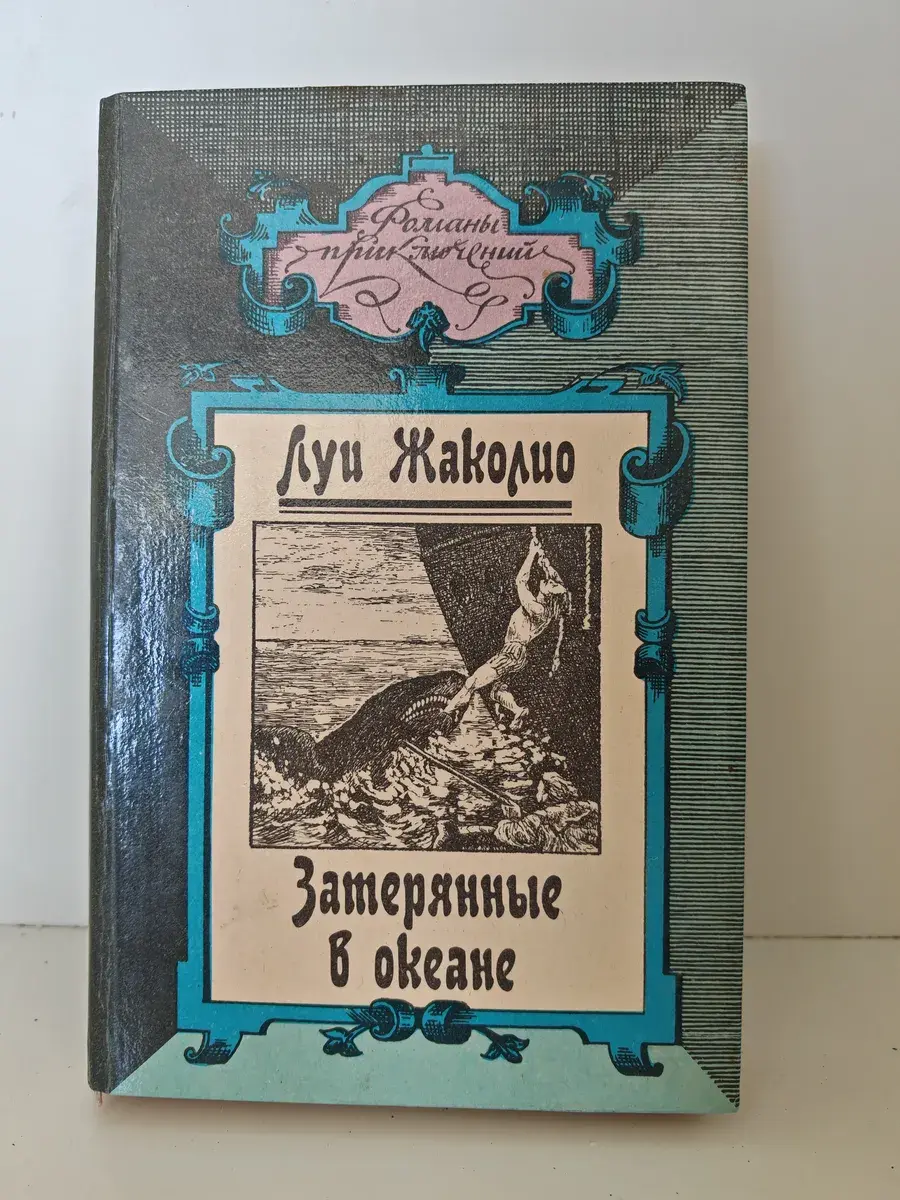 Романы
приключений
Луи Жаколио
Затерянные
в океане